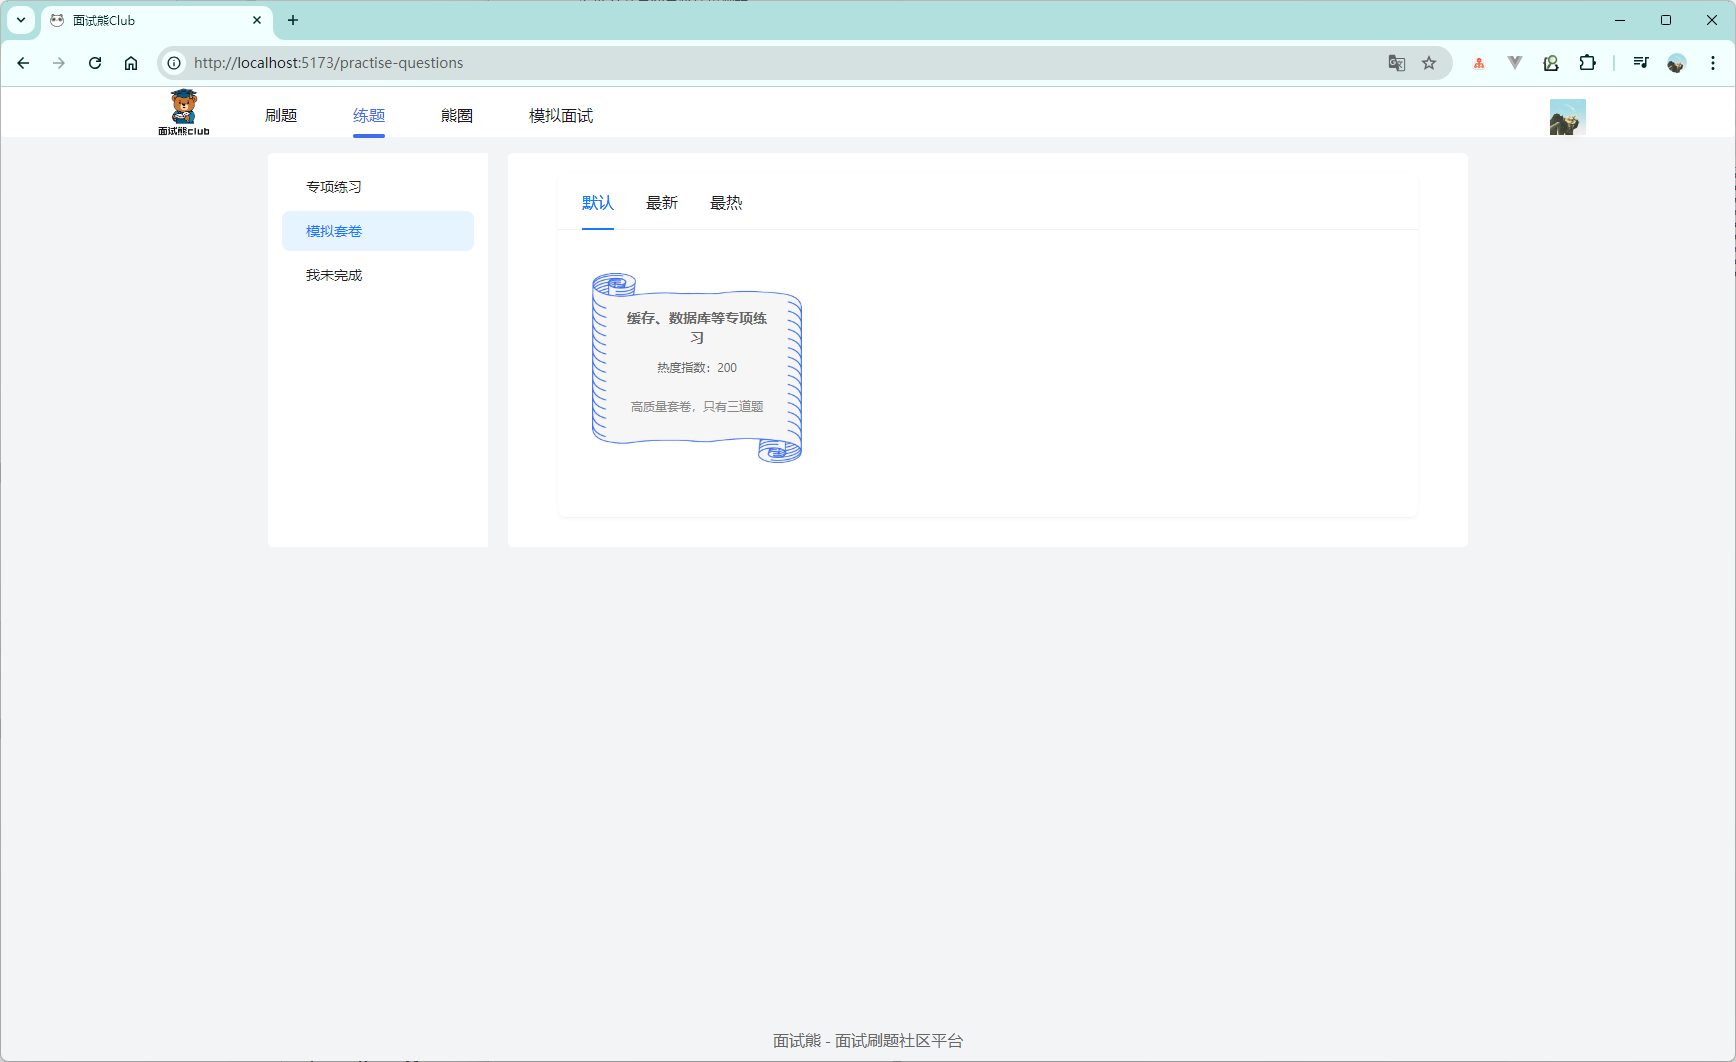 面试熊Club
http://localhost:5173/practise-questions
面试熊club
刷题
练题
熊圈
模拟面试
专项练习
模拟套卷
我未完成
默认
最新
最热
缓存、数据库等专项练
习
热度指数：200
高质量套卷，只有三道题
面试熊 - 面试刷题社区平台